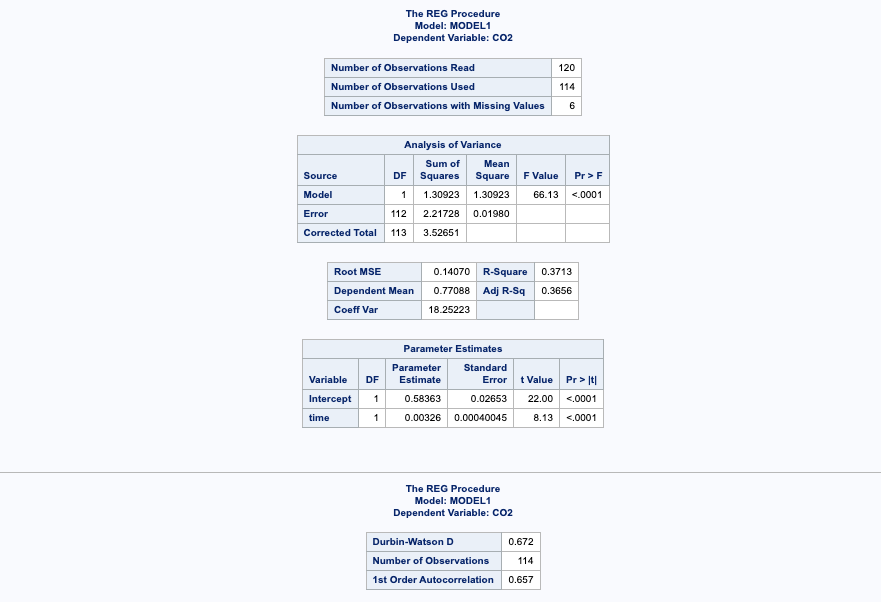 The REG Procedure
Model: MODEL1
Dependent Variable: CO2
Number of Observations Read 120
Number of Observations Used 114
Number of Observations with Missing Values 6
Analysis of Variance
Source DF Sum of Squares Mean Square F Value Pr > F
Model 1 1.30923 1.30923 66.13 <.0001
Error 112 2.21728 0.01980
Corrected Total 113 3.52651
Root MSE 0.14070 R-Square 0.3713
Dependent Mean 0.77088 Adj R-Sq 0.3656
Coeff Var 18.25223
Parameter Estimates
Variable DF Parameter Estimate Standard Error t Value Pr > |t|
Intercept 1 0.58363 0.02653 22.00 <.0001
time 1 0.00326 0.00040045 8.13 <.0001
The REG Procedure
Model: MODEL1
Dependent Variable: CO2
Durbin-Watson D 0.672
Number of Observations 114
1st Order Autocorrelation 0.657